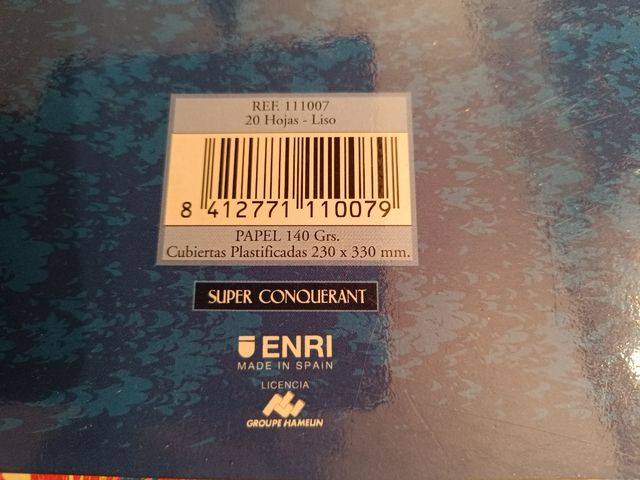 REF. 111007
20 Hojas - Liso
8 412771 110079
PAPEL 140 Grs.
Cubiertas Plastificadas 230 x 330 mm.
SUPER CONQUERANT
ENRI
MADE IN SPAIN
LICENCIA
GROUPE HAMELIN